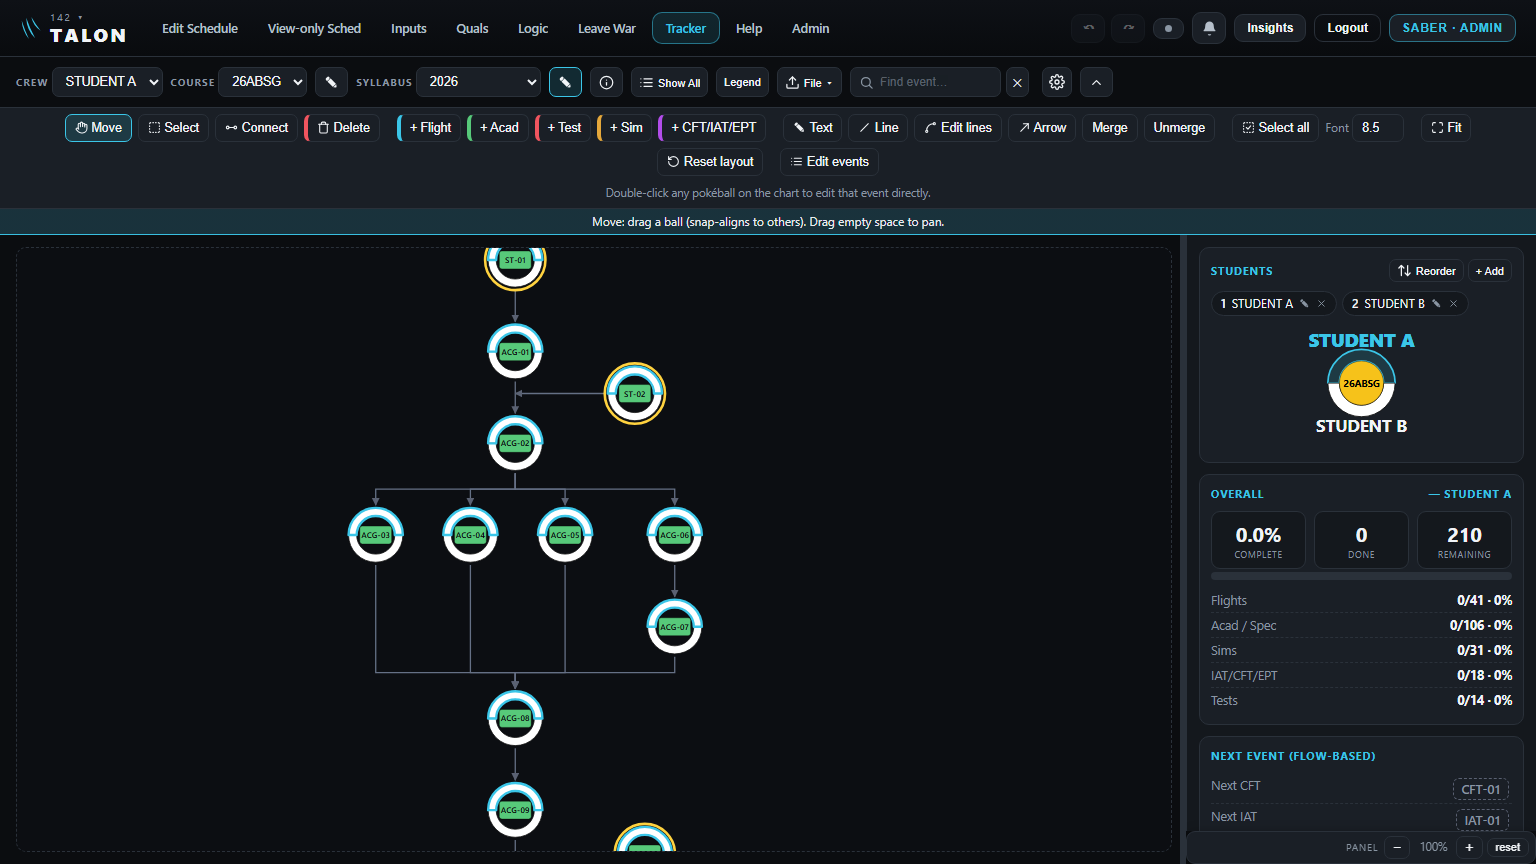 142
TALON
Edit Schedule
View-only Sched
Inputs
Quals
Logic
Leave War
Tracker
Help
Admin
Insights
Logout
SABER · ADMIN
CREW
STUDENT A
COURSE
26ABSG
SYLLABUS
2026
Show All
Legend
File
Find event...
Move
Select
Connect
Delete
+ Flight
+ Acad
+ Test
+ Sim
+ CFT/IAT/EPT
Text
Line
Edit lines
Arrow
Merge
Unmerge
Select all
Font
8.5
Fit
Reset layout
Edit events
Double-click any pokéball on the chart to edit that event directly.
Move: drag a ball (snap-aligns to others). Drag empty space to pan.
ST-01
ACG-01
ST-02
ACG-02
ACG-03
ACG-04
ACG-05
ACG-06
ACG-07
ACG-08
ACG-09
STUDENTS
Reorder
+ Add
1 STUDENT A
2 STUDENT B
STUDENT A
26ABSG
STUDENT B
OVERALL
— STUDENT A
0.0%
COMPLETE
0
DONE
210
REMAINING
Flights 0/41 · 0%
Acad / Spec 0/106 · 0%
Sims 0/31 · 0%
IAT/CFT/EPT 0/18 · 0%
Tests 0/14 · 0%
NEXT EVENT (FLOW-BASED)
Next CFT CFT-01
Next IAT IAT-01
PANEL − 100% + reset